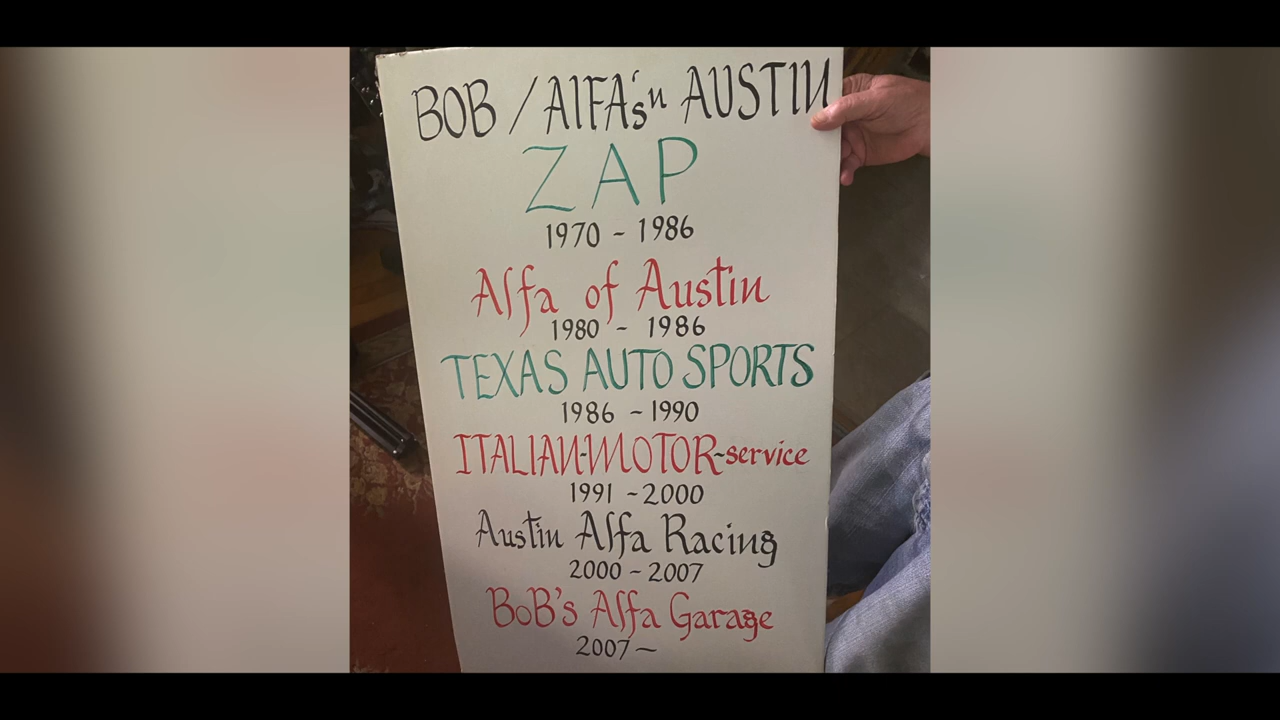 BOB / AlFA'sn AUSTIN
ZAP
1970 - 1986
Alfa of Austin
1980 - 1986
TEXAS AUTO SPORTS
1986 ~ 1990
ITALIAN-MOTOR~service
1991 ~ 2000
Austin Alfa Racing
2000 ~ 2007
BoB's Alfa Garage
2007 ~